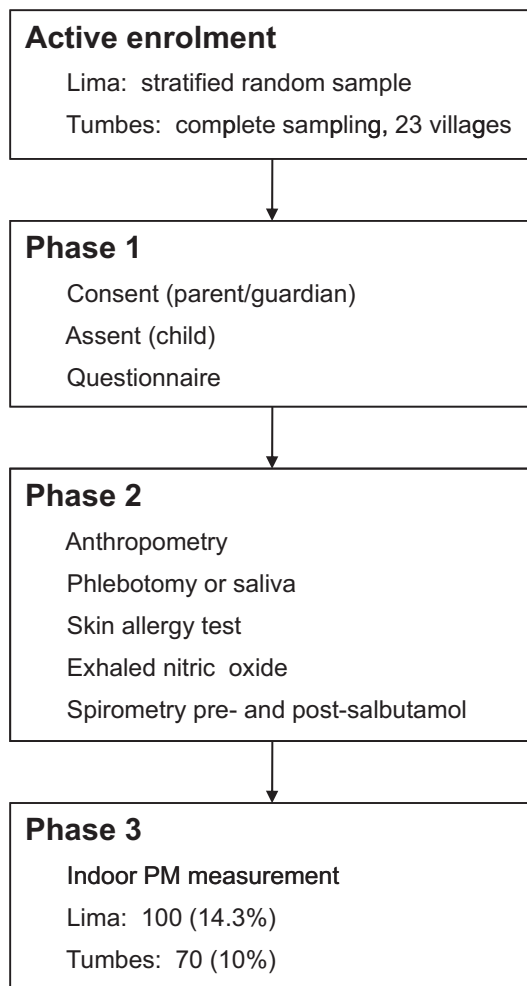 Active enrolment
Lima: stratified random sample
Tumbes: complete sampling, 23 villages
Phase 1
Consent (parent/guardian)
Assent (child)
Questionnaire
Phase 2
Anthropometry
Phlebotomy or saliva
Skin allergy test
Exhaled nitric oxide
Spirometry pre- and post-salbutamol
Phase 3
Indoor PM measurement
Lima: 100 (14.3%)
Tumbes: 70 (10%)